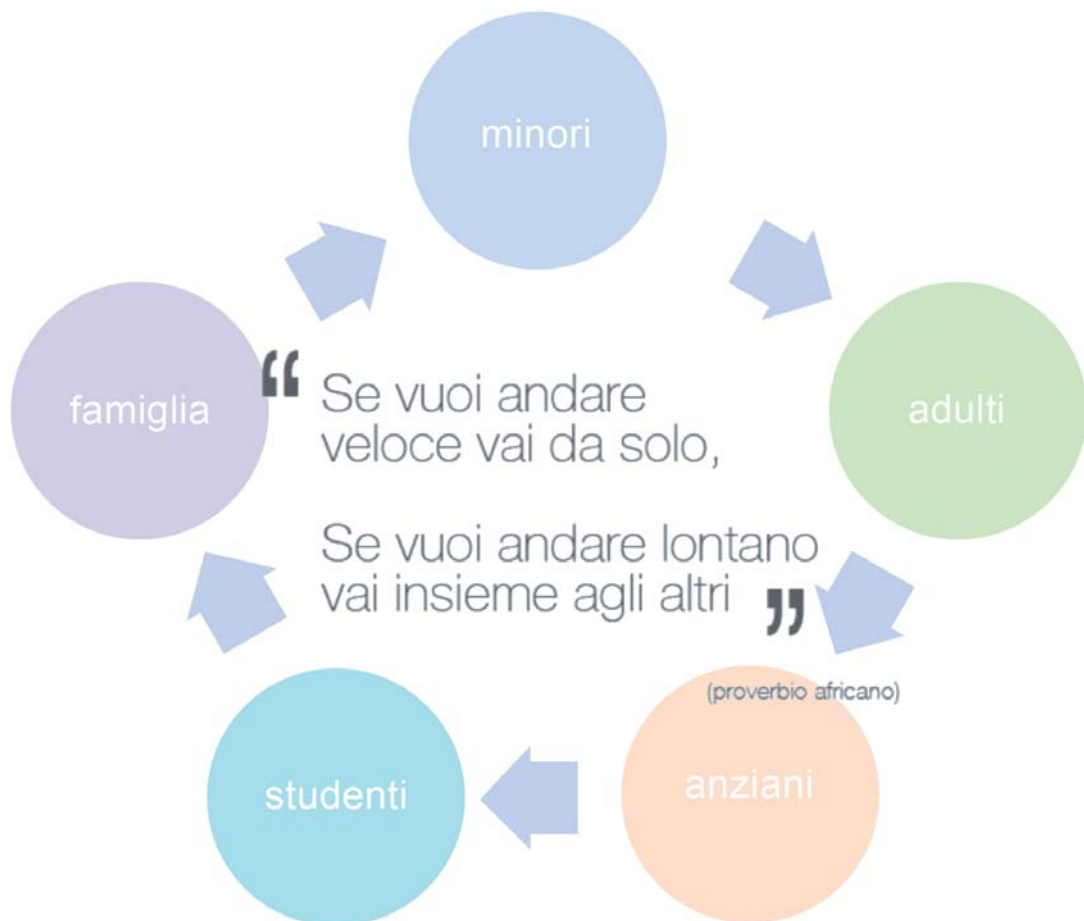 minori
famiglia
adulti
“ Se vuoi andare
veloce vai da solo,
Se vuoi andare lontano
vai insieme agli altri ”
(proverbio africano)
studenti
anziani